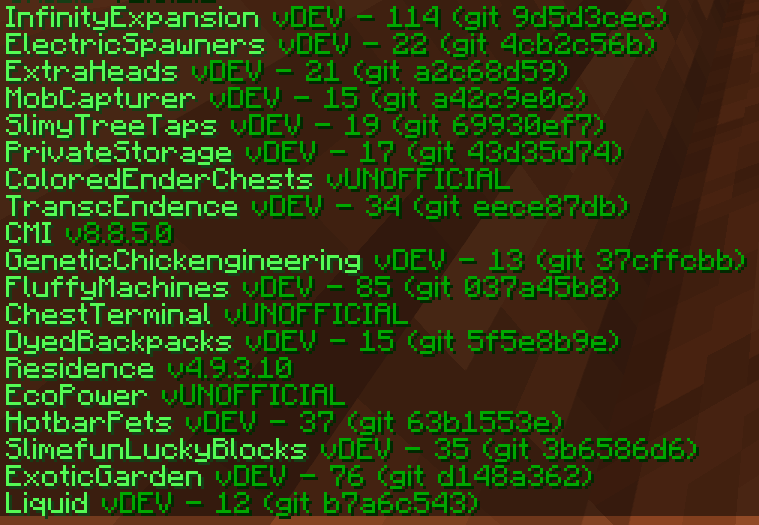 InfinityExpansion vDEV - 114 (git 9d5d3cec)
ElectricSpawners vDEV - 22 (git 4cb2c56b)
ExtraHeads vDEV - 21 (git a2c68d59)
MobCapturer vDEV - 15 (git a42c9e0c)
SlimyTreeTaps vDEV - 19 (git 69930ef7)
PrivateStorage vDEV - 17 (git 43d35d74)
ColoredEnderChests vUNOFFICIAL
TranscEndence vDEV - 34 (git eece87db)
CMI v8.8.5.0
GeneticChickengineering vDEV - 13 (git 37cffcbb)
FluffyMachines vDEV - 85 (git 037a45b8)
ChestTerminal vUNOFFICIAL
DyedBackpacks vDEV - 15 (git 5f5e8b9e)
Residence v4.9.3.10
EcoPower vUNOFFICIAL
HotbarPets vDEV - 37 (git 63b1553e)
SlimefunLuckyBlocks vDEV - 35 (git 3b6586d6)
ExoticGarden vDEV - 76 (git d148a362)
Liquid vDEV - 12 (git b7a6c543)